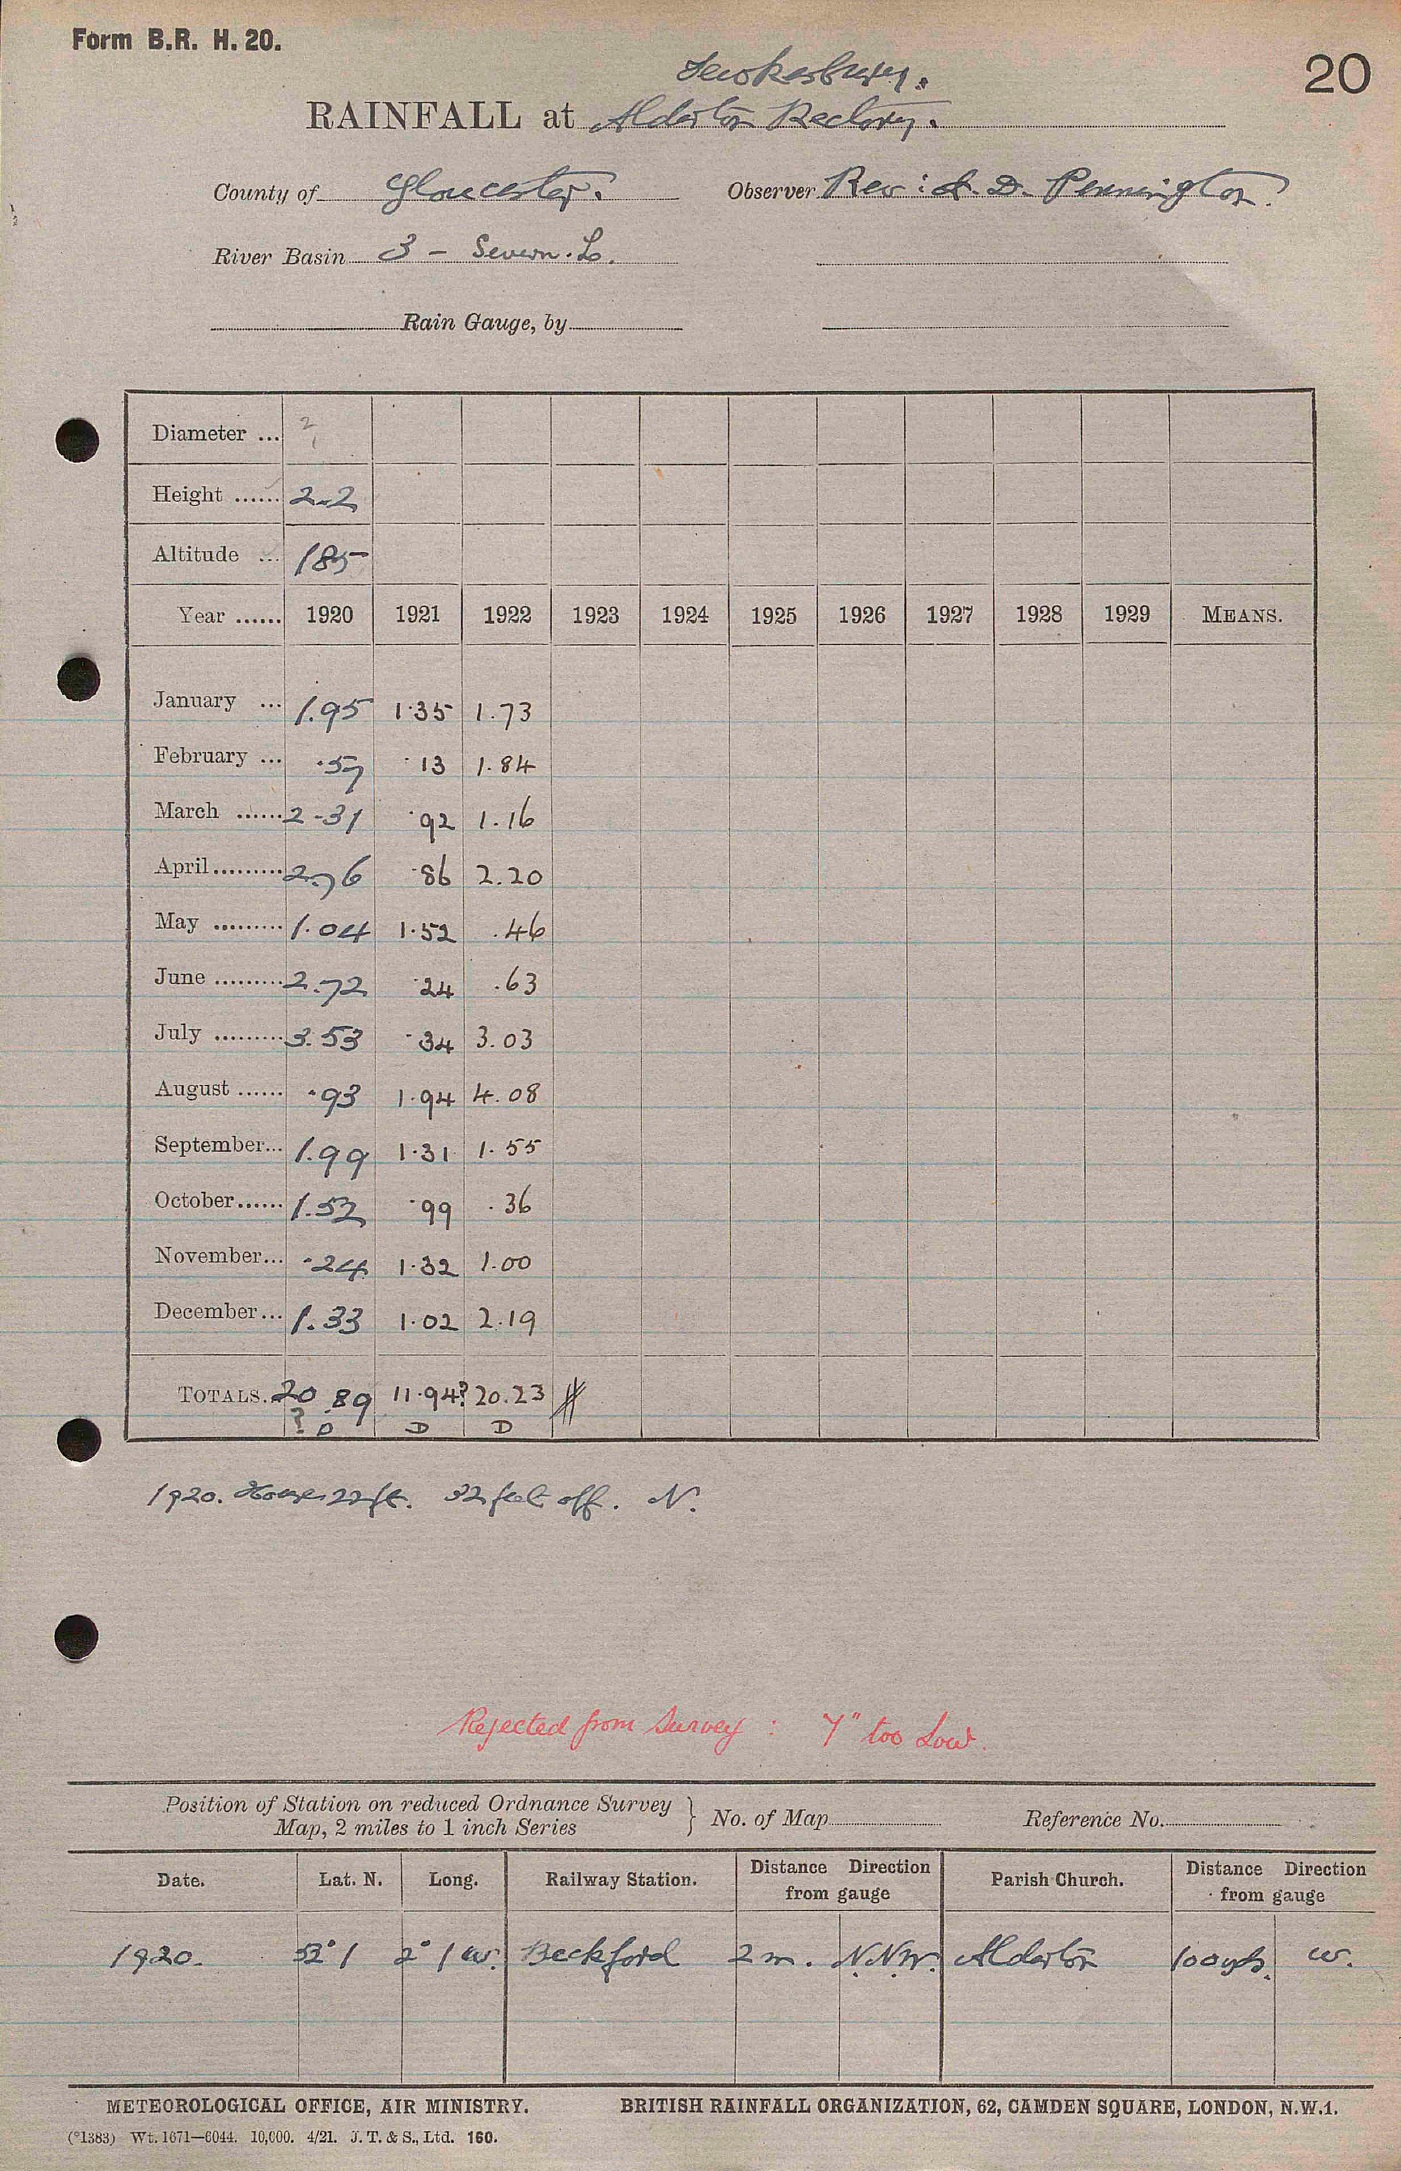 Form B.R. H. 20.
20
Tewkesbury.
RAINFALL at Alderton Rectory.
County of Gloucester. Observer Rev: A. D. Pennington.
River Basin 3 - Severn. L.
Rain Gauge, by
Diameter ...
Height ...... 2-2
Altitude ... 185
Year ...... 1920 1921 1922 1923 1924 1925 1926 1927 1928 1929 MEANS.
January ... 1.95 1.35 1.73
February ... .57 .13 1.84
March ...... 2.31 .92 1.16
April ......... 2.76 .86 2.20
May ......... 1.04 1.52 .46
June ......... 2.72 .24 .63
July ......... 3.53 .34 3.03
August ...... .93 1.94 4.08
September... 1.99 1.31 1.55
October...... 1.52 .99 .36
November... .24 1.32 1.00
December... 1.33 1.02 2.19
TOTALS. 20.89 11.94? 20.23 #
? D D D
1920. House 22ft. 32 feet off. N.
Rejected from Survey : 7" too Low.
Position of Station on reduced Ordnance Survey
Map, 2 miles to 1 inch Series } No. of Map Reference No.
Date. Lat. N. Long. Railway Station. Distance Direction from gauge Parish Church. Distance Direction from gauge
1920. 52° 1 2° 1 W. Beckford 2 m. N.N.W. Alderton 100 yds. W.
METEOROLOGICAL OFFICE, AIR MINISTRY. BRITISH RAINFALL ORGANIZATION, 62, CAMDEN SQUARE, LONDON, N.W.1.
(*1383) Wt. 1671—6044. 10,000. 4/21. J. T. & S., Ltd. 160.